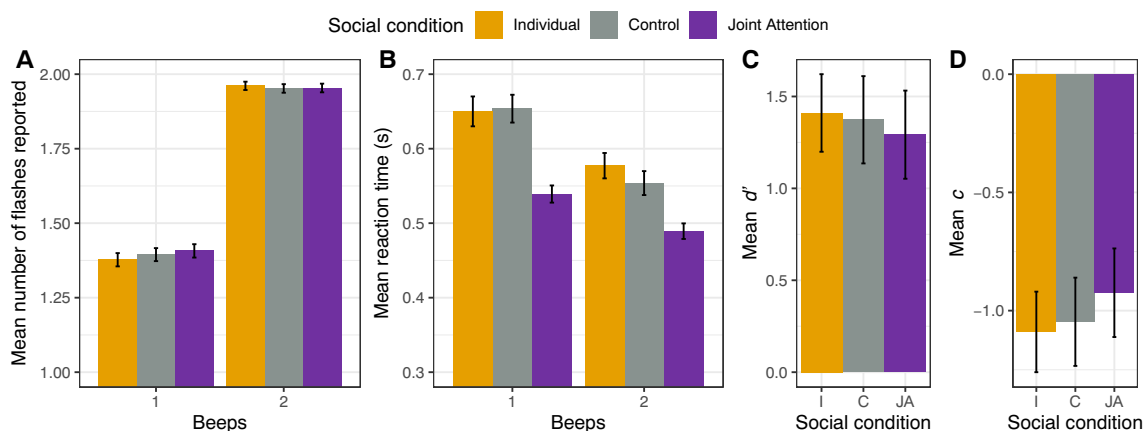 Social condition Individual Control Joint Attention
A
Mean number of flashes reported
2.00
1.75
1.50
1.25
1.00
1 2
Beeps
B
Mean reaction time (s)
0.7
0.6
0.5
0.4
0.3
1 2
Beeps
C
Mean d'
1.5
1.0
0.5
0.0
I C JA
Social condition
D
Mean c
0.0
−0.5
−1.0
I C JA
Social condition